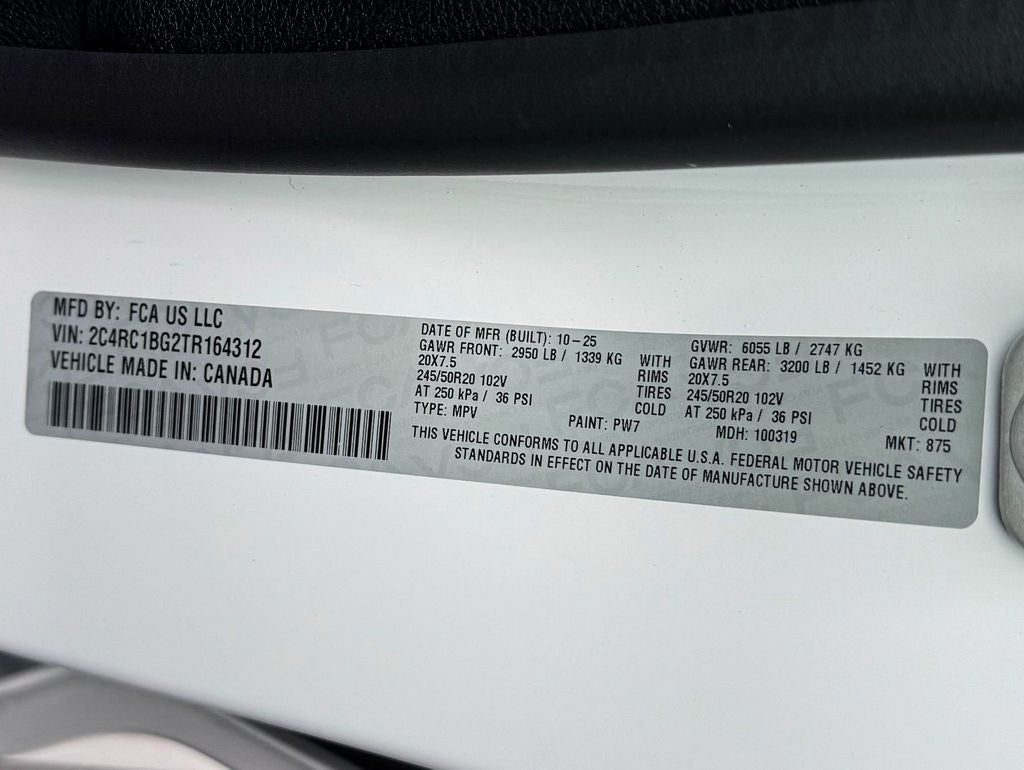 MFD BY: FCA US LLC
VIN: 2C4RC1BG2TR164312
VEHICLE MADE IN: CANADA
DATE OF MFR (BUILT): 10-25
GAWR FRONT: 2950 LB / 1339 KG WITH
20X7.5 RIMS
245/50R20 102V TIRES
AT 250 kPa / 36 PSI COLD
TYPE: MPV PAINT: PW7
GVWR: 6055 LB / 2747 KG
GAWR REAR: 3200 LB / 1452 KG WITH
20X7.5 RIMS
245/50R20 102V TIRES
AT 250 kPa / 36 PSI COLD
MDH: 100319 MKT: 875
THIS VEHICLE CONFORMS TO ALL APPLICABLE U.S.A. FEDERAL MOTOR VEHICLE SAFETY
STANDARDS IN EFFECT ON THE DATE OF MANUFACTURE SHOWN ABOVE.